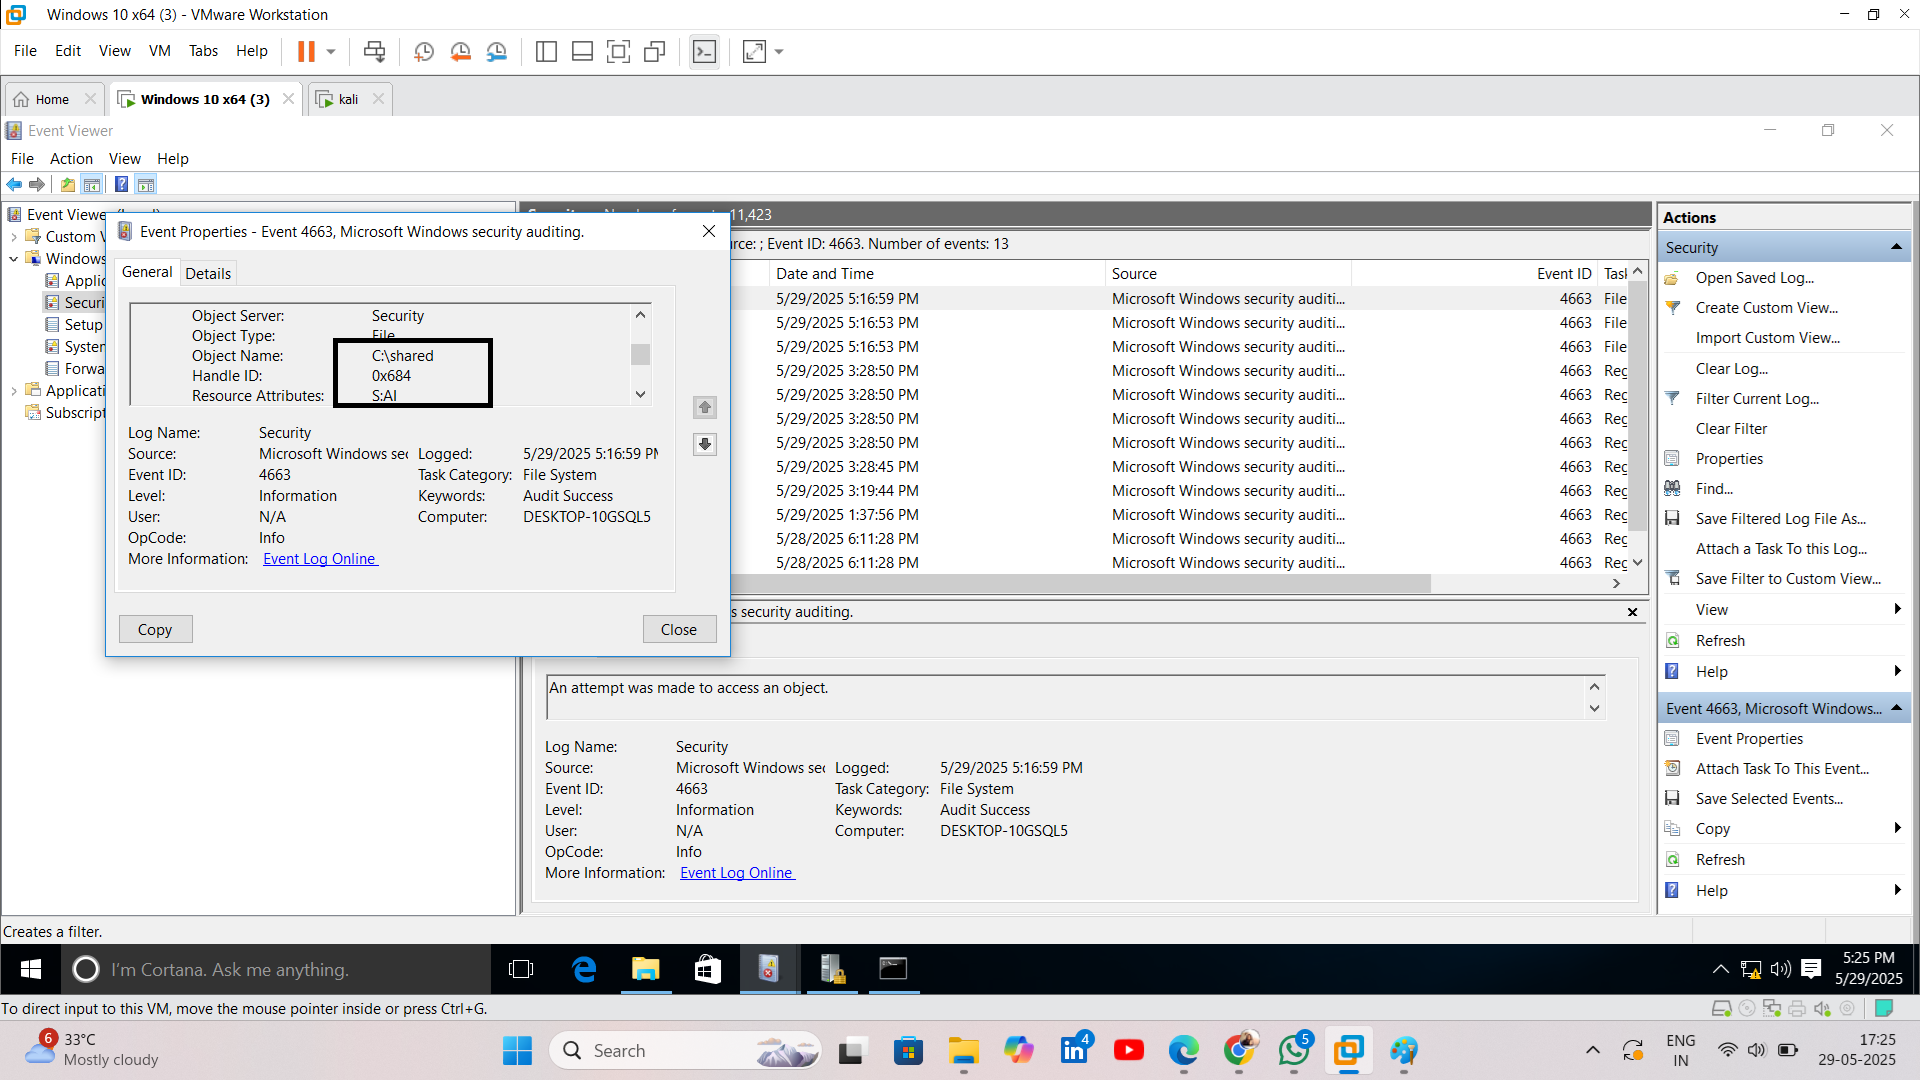 Windows 10 x64 (3) - VMware Workstation
File Edit View VM Tabs Help
Home Windows 10 x64 (3) kali
Event Viewer
File Action View Help
11,423
Event Properties - Event 4663, Microsoft Windows security auditing.
General Details
Object Server: Security
Object Type: File
Object Name: C:\shared
Handle ID: 0x684
Resource Attributes: S:AI
Log Name: Security
Source: Microsoft Windows sec Logged: 5/29/2025 5:16:59 PM
Event ID: 4663 Task Category: File System
Level: Information Keywords: Audit Success
User: N/A Computer: DESKTOP-10GSQL5
OpCode: Info
More Information: Event Log Online
Copy Close
Event Viewe
Custom V
Windows
Applic
Securi
Setup
System
Forwa
Applicati
Subscript
urce: ; Event ID: 4663. Number of events: 13
Date and Time Source Event ID Task
5/29/2025 5:16:59 PM Microsoft Windows security auditi... 4663 File
5/29/2025 5:16:53 PM Microsoft Windows security auditi... 4663 File
5/29/2025 5:16:53 PM Microsoft Windows security auditi... 4663 File
5/29/2025 3:28:50 PM Microsoft Windows security auditi... 4663 Reg
5/29/2025 3:28:50 PM Microsoft Windows security auditi... 4663 Reg
5/29/2025 3:28:50 PM Microsoft Windows security auditi... 4663 Reg
5/29/2025 3:28:50 PM Microsoft Windows security auditi... 4663 Reg
5/29/2025 3:28:45 PM Microsoft Windows security auditi... 4663 Reg
5/29/2025 3:19:44 PM Microsoft Windows security auditi... 4663 Reg
5/29/2025 1:37:56 PM Microsoft Windows security auditi... 4663 Reg
5/28/2025 6:11:28 PM Microsoft Windows security auditi... 4663 Reg
5/28/2025 6:11:28 PM Microsoft Windows security auditi... 4663 Reg
s security auditing.
An attempt was made to access an object.
Log Name: Security
Source: Microsoft Windows sec Logged: 5/29/2025 5:16:59 PM
Event ID: 4663 Task Category: File System
Level: Information Keywords: Audit Success
User: N/A Computer: DESKTOP-10GSQL5
OpCode: Info
More Information: Event Log Online
Actions
Security
Open Saved Log...
Create Custom View...
Import Custom View...
Clear Log...
Filter Current Log...
Clear Filter
Properties
Find...
Save Filtered Log File As...
Attach a Task To this Log...
Save Filter to Custom View...
View
Refresh
Help
Event 4663, Microsoft Windows...
Event Properties
Attach Task To This Event...
Save Selected Events...
Copy
Refresh
Help
Creates a filter.
I'm Cortana. Ask me anything.
5:25 PM
5/29/2025
To direct input to this VM, move the mouse pointer inside or press Ctrl+G.
6
33°C
Mostly cloudy
Search
4
5
ENG
IN
17:25
29-05-2025